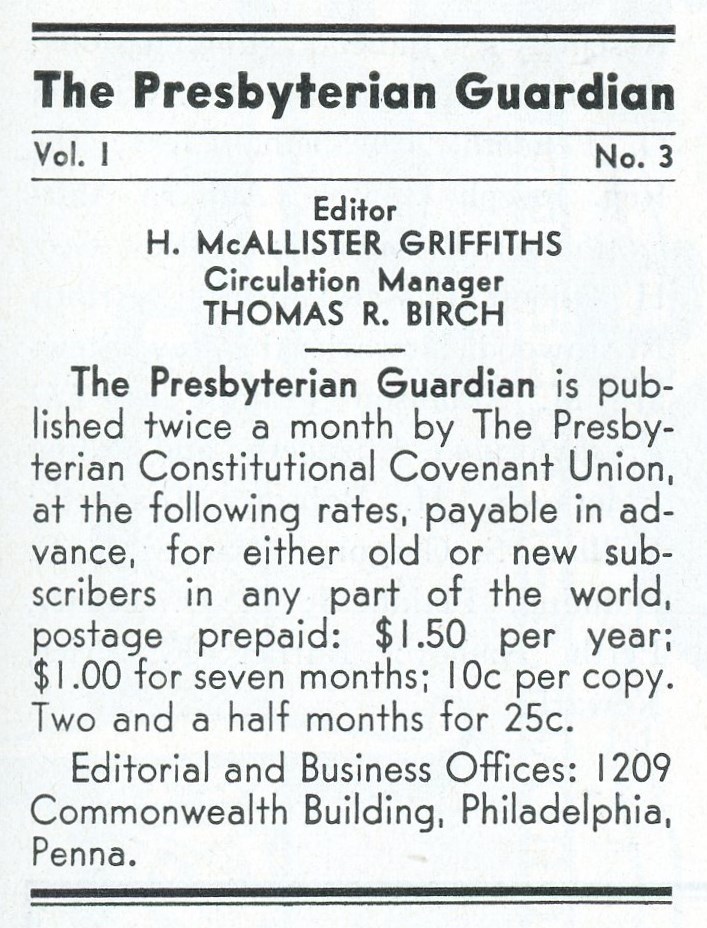 The Presbyterian Guardian
Vol. I No. 3
Editor
H. McALLISTER GRIFFITHS
Circulation Manager
THOMAS R. BIRCH
The Presbyterian Guardian is pub-
lished twice a month by The Presby-
terian Constitutional Covenant Union,
at the following rates, payable in ad-
vance, for either old or new sub-
scribers in any part of the world,
postage prepaid: $1.50 per year;
$1.00 for seven months; 10c per copy.
Two and a half months for 25c.
Editorial and Business Offices: 1209
Commonwealth Building, Philadelphia,
Penna.